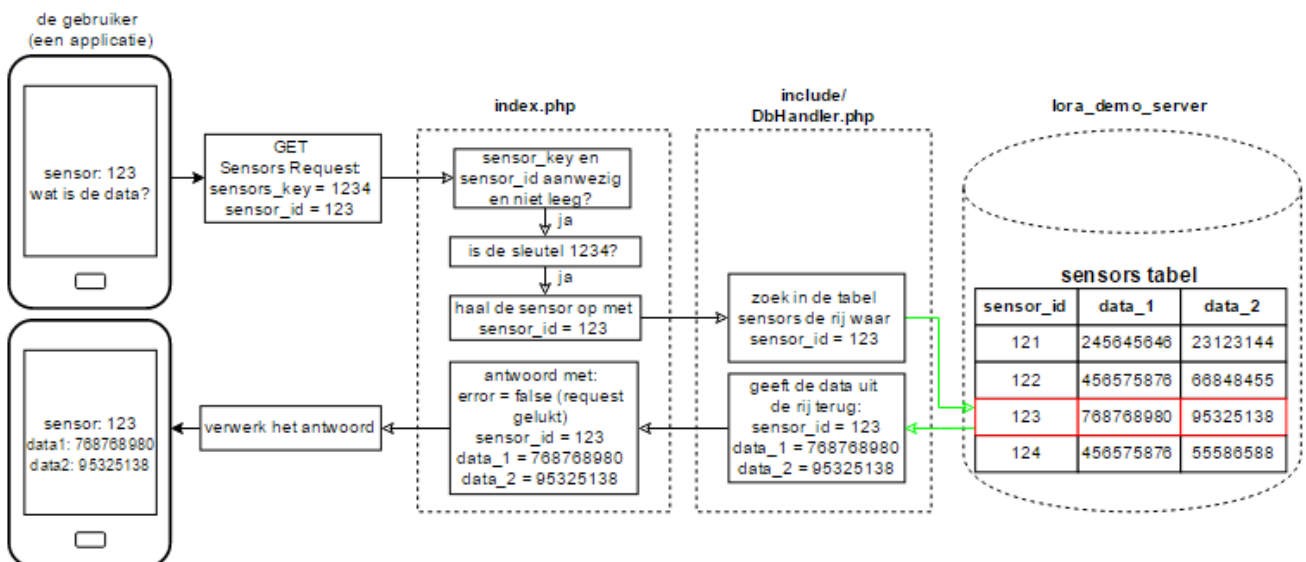 de gebruiker
(een applicatie)
sensor: 123
wat is de data?
GET
Sensors Request:
sensors_key = 1234
sensor_id = 123
index.php
sensor_key en
sensor_id aanwezig
en niet leeg?
ja
is de sleutel 1234?
ja
haal de sensor op met
sensor_id = 123
include/
DbHandler.php
zoek in de tabel
sensors de rij waar
sensor_id = 123
lora_demo_server
sensors tabel
sensor_id data_1 data_2
121 245645646 23123144
122 456575876 66848455
123 768768980 95325138
124 456575876 55586588
geeft de data uit
de rij terug:
sensor_id = 123
data_1 = 768768980
data_2 = 95325138
antwoord met:
error = false (request
gelukt)
sensor_id = 123
data_1 = 768768980
data_2 = 95325138
verwerk het antwoord
sensor: 123
data1: 768768980
data2: 95325138